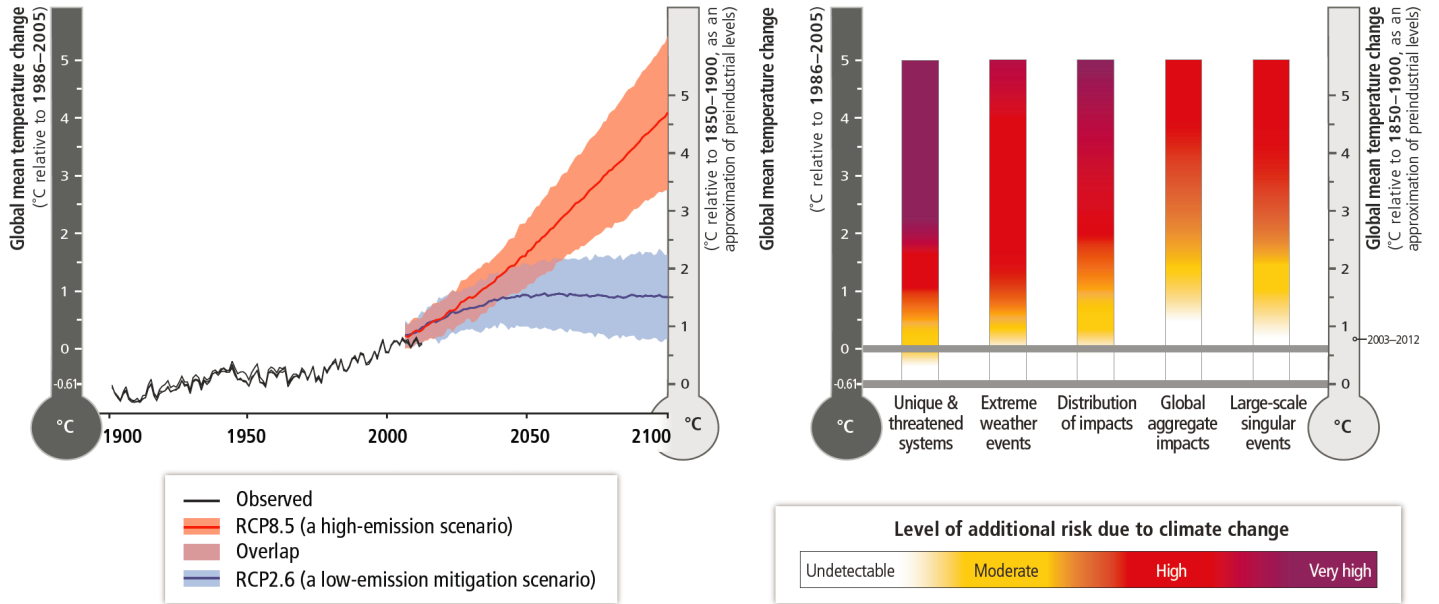 Global mean temperature change
(°C relative to 1986–2005)
5
4
3
2
1
0
-0.61
°C
1900
1950
2000
2050
2100
5
4
3
2
1
0
°C
Global mean temperature change
(°C relative to 1850–1900, as an
approximation of preindustrial levels)
Observed
RCP8.5 (a high-emission scenario)
Overlap
RCP2.6 (a low-emission mitigation scenario)
Global mean temperature change
(°C relative to 1986–2005)
5
4
3
2
1
0
-0.61
°C
Unique &
threatened
systems
Extreme
weather
events
Distribution
of impacts
Global
aggregate
impacts
Large-scale
singular
events
5
4
3
2
1
2003–2012
0
°C
Global mean temperature change
(°C relative to 1850–1900, as an
approximation of preindustrial levels)
Level of additional risk due to climate change
Undetectable
Moderate
High
Very high